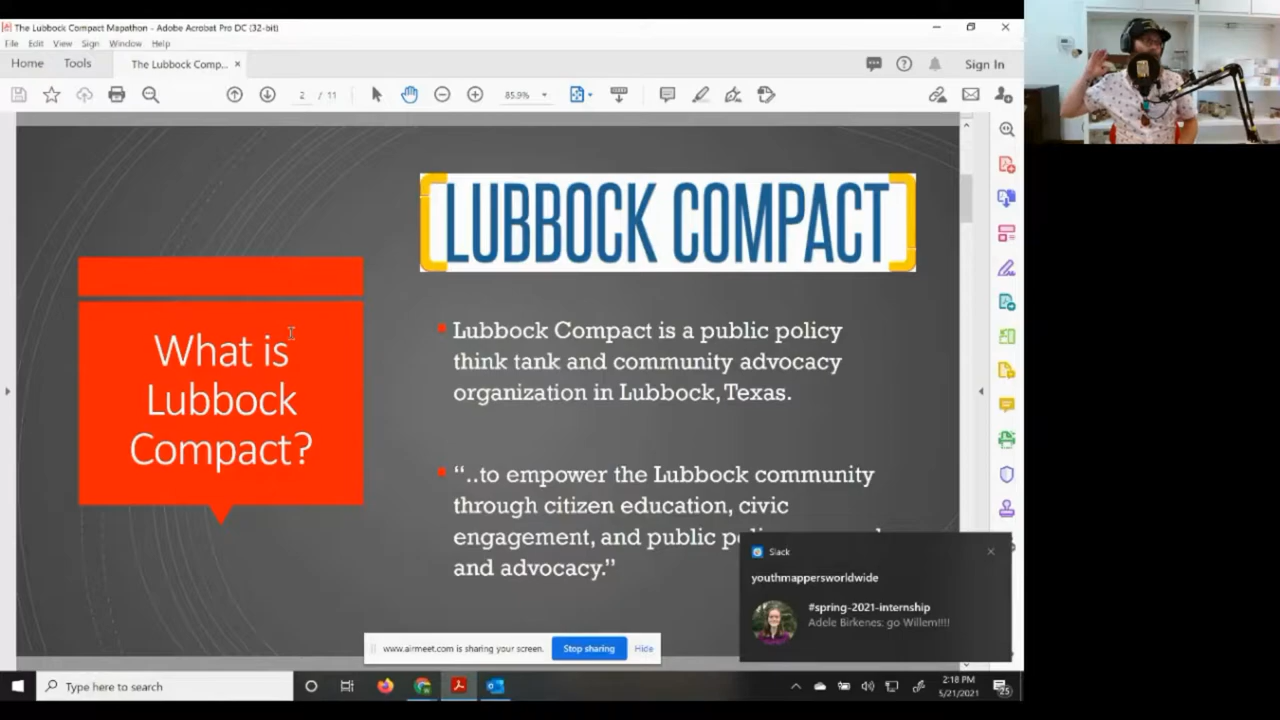 The Lubbock Compact Mapathon - Adobe Acrobat Pro DC (32-bit)
File Edit View Sign Window Help
Home Tools The Lubbock Comp... × Sign In
2 / 11 85.9%
LUBBOCK COMPACT
What is
Lubbock
Compact?
Lubbock Compact is a public policy
think tank and community advocacy
organization in Lubbock, Texas.
“..to empower the Lubbock community
through citizen education, civic
engagement, and public
and advocacy.”
Slack
youthmappersworldwide
#spring-2021-internship
Adele Birkenes: go Willem!!!!
www.airmeet.com is sharing your screen. Stop sharing Hide
Type here to search
2:18 PM
5/21/2021
25